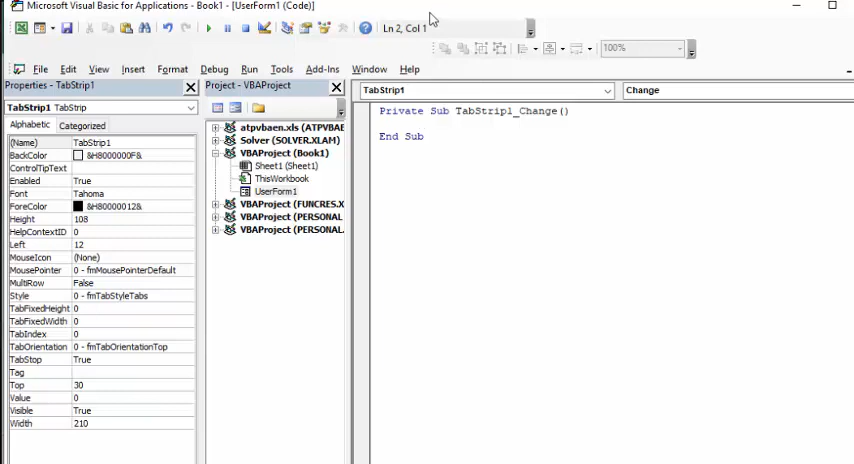 Microsoft Visual Basic for Applications - Book1 - [UserForm1 (Code)]
Ln 2, Col 1
100%
File Edit View Insert Format Debug Run Tools Add-Ins Window Help
Properties - TabStrip1
TabStrip1 TabStrip
Alphabetic Categorized
(Name) TabStrip1
BackColor &H8000000F&
ControlTipText
Enabled True
Font Tahoma
ForeColor &H80000012&
Height 108
HelpContextID 0
Left 12
MouseIcon (None)
MousePointer 0 - fmMousePointerDefault
MultiRow False
Style 0 - fmTabStyleTabs
TabFixedHeight 0
TabFixedWidth 0
TabIndex 0
TabOrientation 0 - fmTabOrientationTop
TabStop True
Tag
Top 30
Value 0
Visible True
Width 210
Project - VBAProject
atpvbaen.xls (ATPVBAE
Solver (SOLVER.XLAM)
VBAProject (Book1)
Sheet1 (Sheet1)
ThisWorkbook
UserForm1
VBAProject (FUNCRES.X
VBAProject (PERSONAL
VBAProject (PERSONAL.
TabStrip1
Change
Private Sub TabStrip1_Change()
End Sub